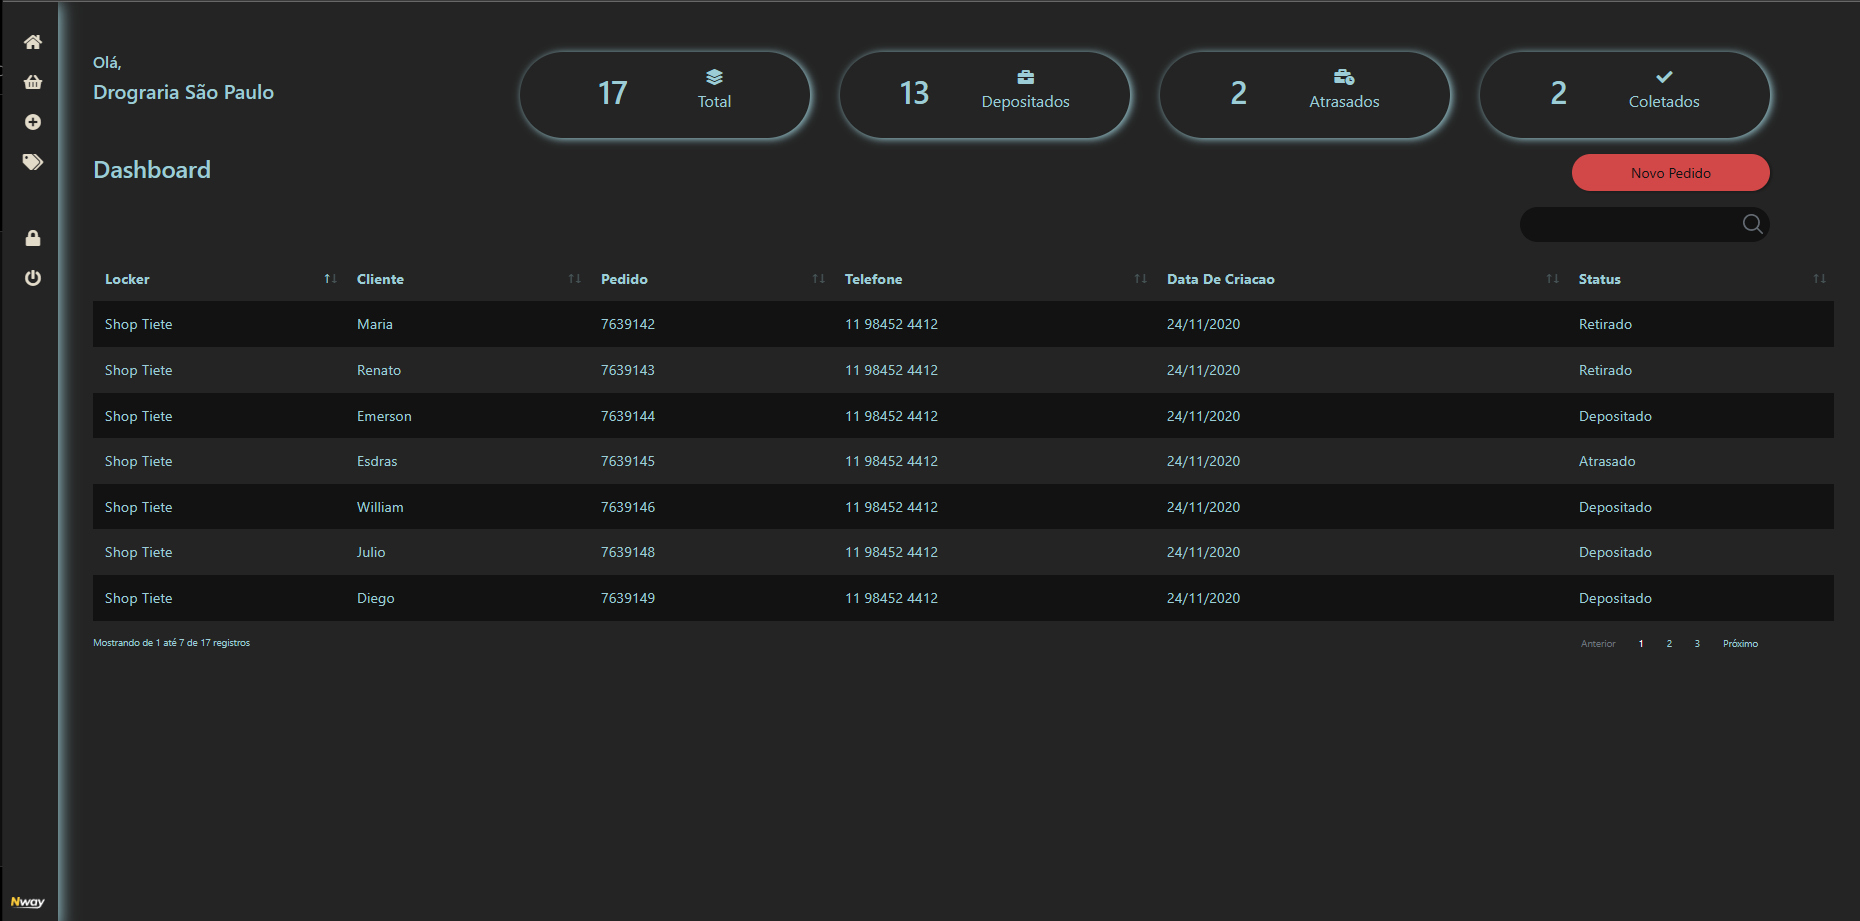 Olá,
Drograria São Paulo
17 Total
13 Depositados
2 Atrasados
2 Coletados
Dashboard
Novo Pedido
Locker Cliente Pedido Telefone Data De Criacao Status
Shop Tiete Maria 7639142 11 98452 4412 24/11/2020 Retirado
Shop Tiete Renato 7639143 11 98452 4412 24/11/2020 Retirado
Shop Tiete Emerson 7639144 11 98452 4412 24/11/2020 Depositado
Shop Tiete Esdras 7639145 11 98452 4412 24/11/2020 Atrasado
Shop Tiete William 7639146 11 98452 4412 24/11/2020 Depositado
Shop Tiete Julio 7639148 11 98452 4412 24/11/2020 Depositado
Shop Tiete Diego 7639149 11 98452 4412 24/11/2020 Depositado
Mostrando de 1 até 7 de 17 registros
Anterior 1 2 3 Próximo
Nway